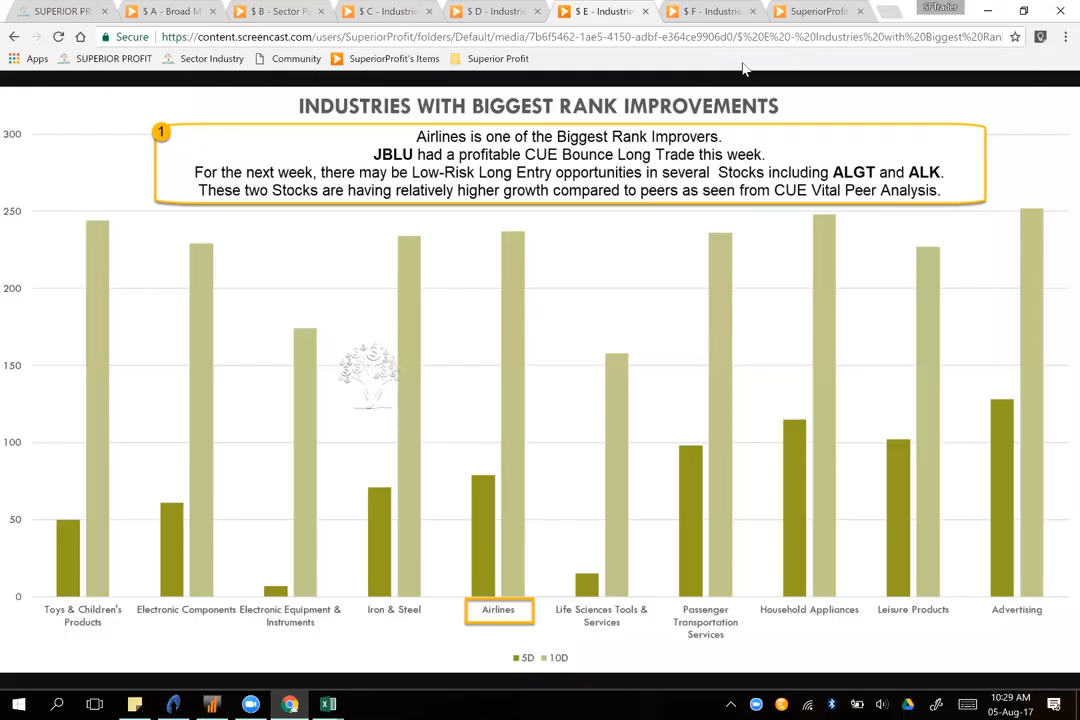 SUPERIOR PR
$ A - Broad M
$ B - Sector P
$ C - Industrie
$ D - Industrie
$ E - Industrie
$ F - Industrie
SuperiorProfi
SPTrader
Secure
https://content.screencast.com/users/SuperiorProfit/folders/Default/media/7b6f5462-1ae5-4150-adbf-e364ce9906d0/$%20E%20-%20Industries%20with%20Biggest%20Ran
Apps
SUPERIOR PROFIT
Sector Industry
Community
SuperiorProfit's Items
Superior Profit
INDUSTRIES WITH BIGGEST RANK IMPROVEMENTS
1
Airlines is one of the Biggest Rank Improvers.
JBLU had a profitable CUE Bounce Long Trade this week.
For the next week, there may be Low-Risk Long Entry opportunities in several Stocks including ALGT and ALK.
These two Stocks are having relatively higher growth compared to peers as seen from CUE Vital Peer Analysis.
300
250
200
150
100
50
0
Toys & Children's
Products
Electronic Components
Electronic Equipment &
Instruments
Iron & Steel
Airlines
Life Sciences Tools &
Services
Passenger
Transportation
Services
Household Appliances
Leisure Products
Advertising
5D
10D
10:29 AM
05-Aug-17